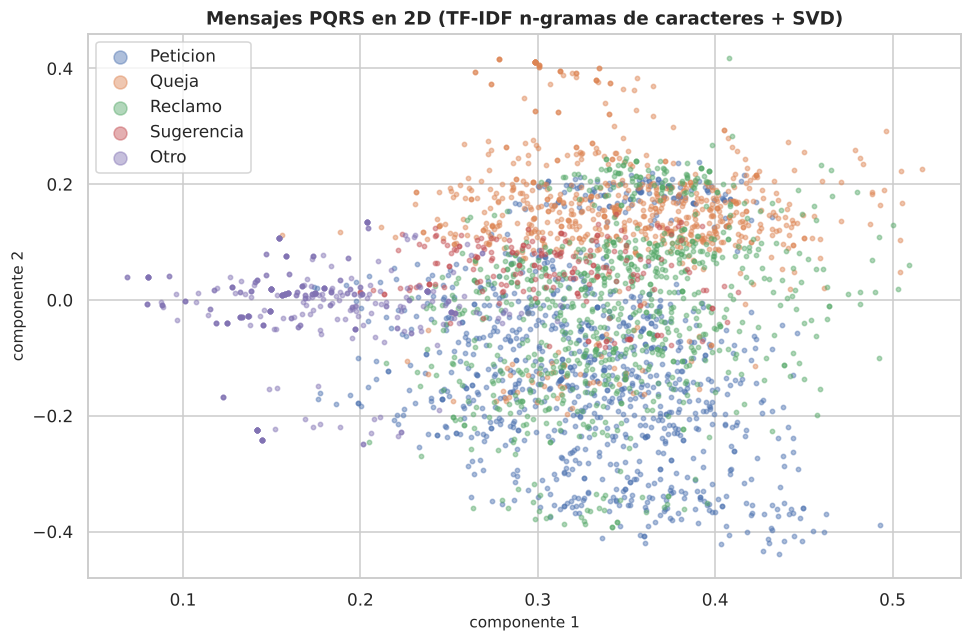 Mensajes PQRS en 2D (TF-IDF n-gramas de caracteres + SVD)
Peticion
Queja
Reclamo
Sugerencia
Otro
componente 2
0.4
0.2
0.0
−0.2
−0.4
0.1
0.2
0.3
0.4
0.5
componente 1